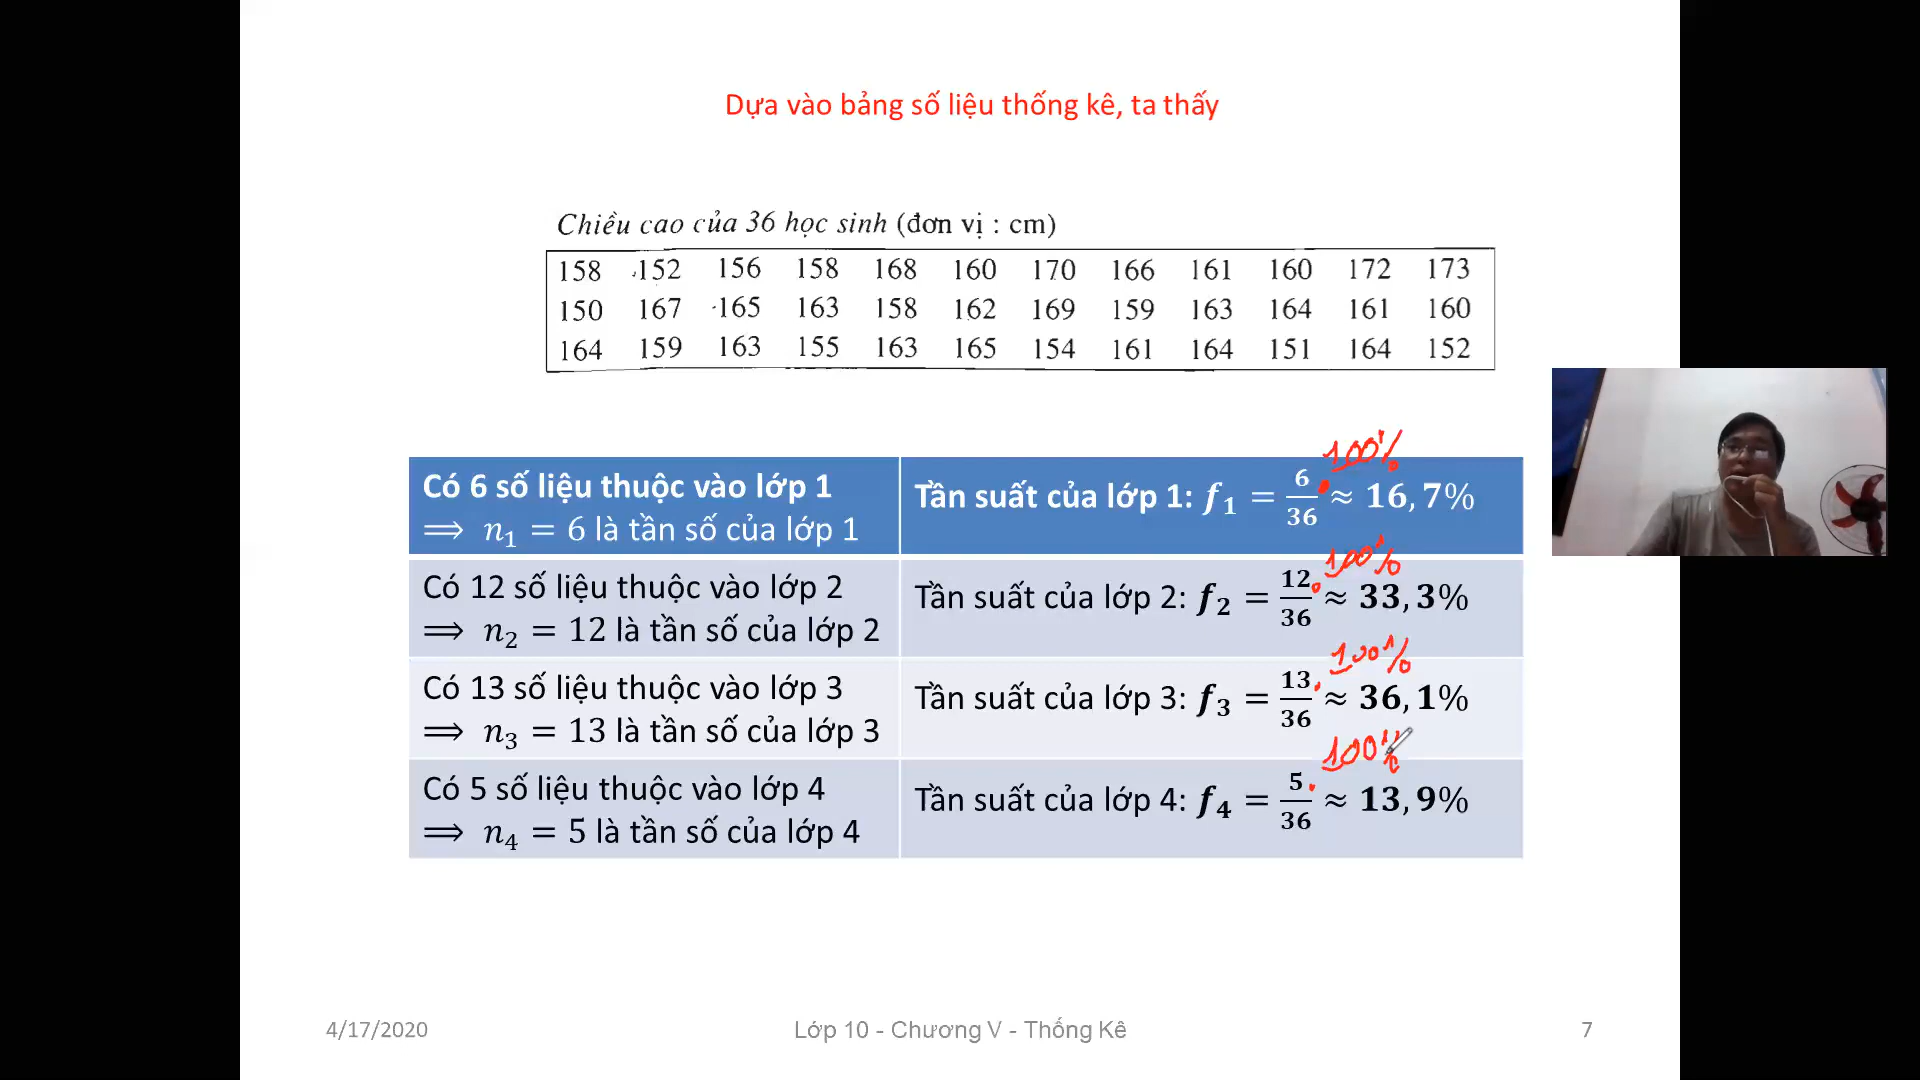 Dựa vào bảng số liệu thống kê, ta thấy
Chiều cao của 36 học sinh (đơn vị : cm)
158 152 156 158 168 160 170 166 161 160 172 173
150 167 165 163 158 162 169 159 163 164 161 160
164 159 163 155 163 165 154 161 164 151 164 152
Có 6 số liệu thuộc vào lớp 1
⟹ n₁ = 6 là tần số của lớp 1
Tần suất của lớp 1: f₁ = 6/36 . 100% ≈ 16,7%
Có 12 số liệu thuộc vào lớp 2
⟹ n₂ = 12 là tần số của lớp 2
Tần suất của lớp 2: f₂ = 12/36 . 100% ≈ 33,3%
Có 13 số liệu thuộc vào lớp 3
⟹ n₃ = 13 là tần số của lớp 3
Tần suất của lớp 3: f₃ = 13/36 . 100% ≈ 36,1%
Có 5 số liệu thuộc vào lớp 4
⟹ n₄ = 5 là tần số của lớp 4
Tần suất của lớp 4: f₄ = 5/36 . 100% ≈ 13,9%
4/17/2020
Lớp 10 - Chương V - Thống Kê
7